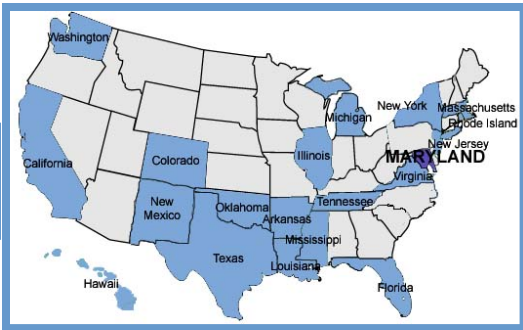 Washington
New York
Massachusetts
Michigan
Rhode Island
New Jersey
Illinois
MARYLAND
California
Colorado
Virginia
New
Mexico
Oklahoma
Tennessee
Arkansas
Mississippi
Texas
Louisiana
Hawaii
Florida